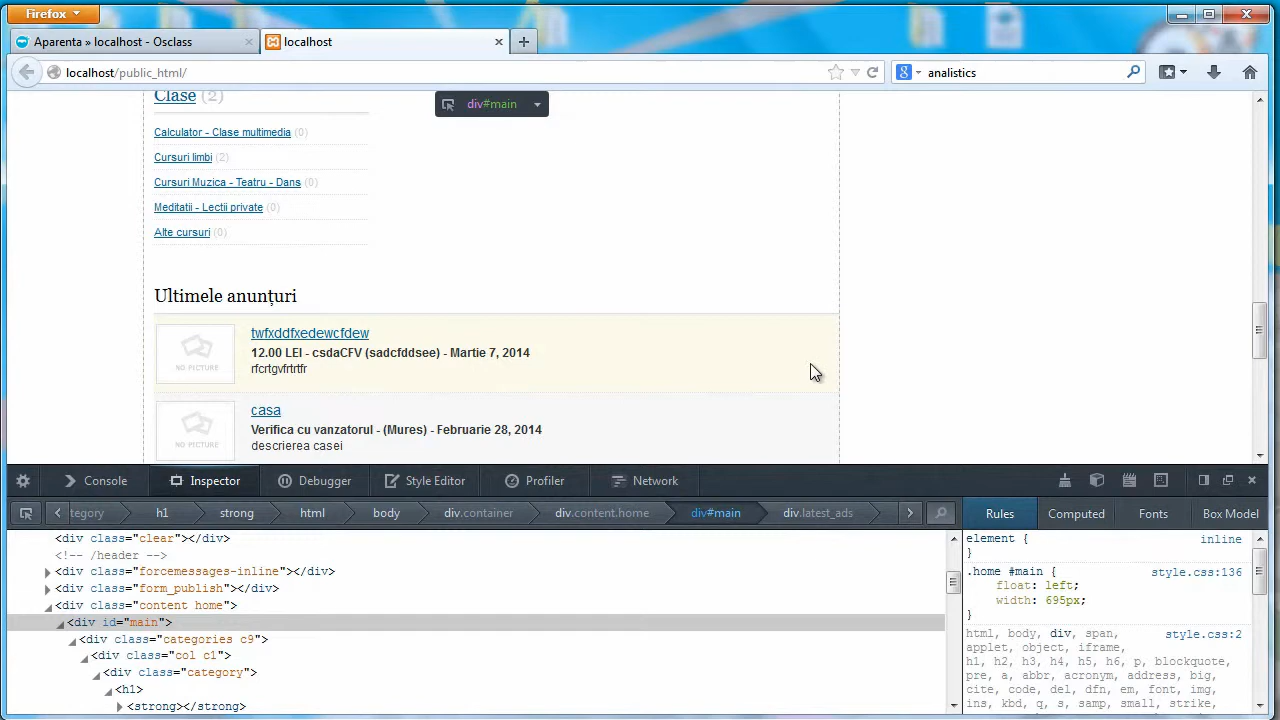 Firefox
Aparenta » localhost - Osclass
localhost
localhost/public_html/
analistics
Clase (2)
div#main
Calculator - Clase multimedia (0)
Cursuri limbi (2)
Cursuri Muzica - Teatru - Dans (0)
Meditatii - Lectii private (0)
Alte cursuri (0)
Ultimele anunțuri
NO PICTURE
twfxddfxedewcfdew
12.00 LEI - csdaCFV (sadcfddsee) - Martie 7, 2014
rfcrtgvfrtrtfr
NO PICTURE
casa
Verifica cu vanzatorul - (Mures) - Februarie 28, 2014
descrierea casei
Console
Inspector
Debugger
Style Editor
Profiler
Network
tegory
h1
strong
html
body
div.container
div.content.home
div#main
div.latest_ads
Rules
Computed
Fonts
Box Model
<div class="clear"></div>
<!-- /header -->
<div class="forcemessages-inline"></div>
<div class="form_publish"></div>
<div class="content home">
<div id="main">
<div class="categories c9">
<div class="col c1">
<div class="category">
<h1>
<strong></strong>
element { inline
}
.home #main { style.css:136
float: left;
width: 695px;
}
html, body, div, span, style.css:2
applet, object, iframe,
h1, h2, h3, h4, h5, h6, p, blockquote,
pre, a, abbr, acronym, address, big,
cite, code, del, dfn, em, font, img,
ins, kbd, q, s, samp, small, strike,